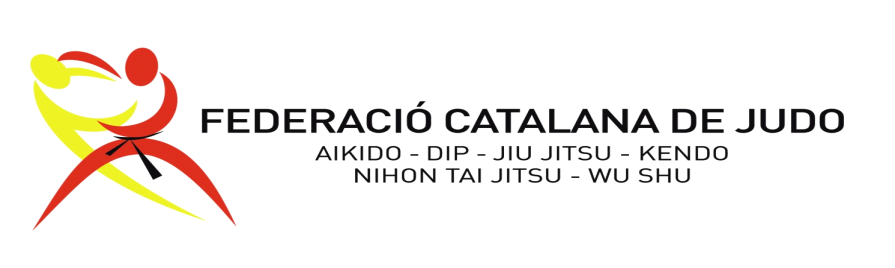 FEDERACIÓ CATALANA DE JUDO
AIKIDO - DIP - JIU JITSU - KENDO
NIHON TAI JITSU - WU SHU